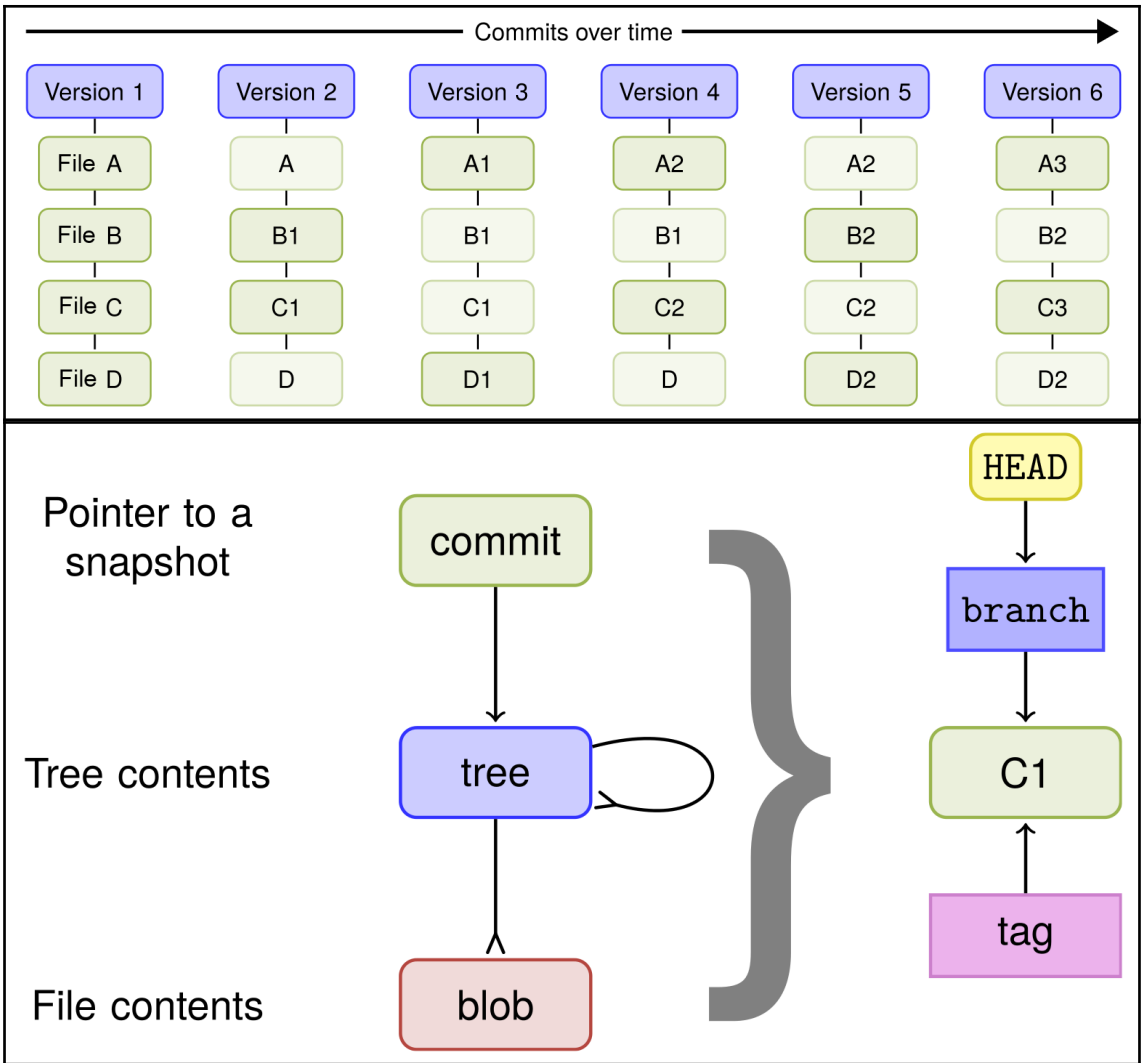 Commits over time
Version 1 Version 2 Version 3 Version 4 Version 5 Version 6
File A A A1 A2 A2 A3
File B B1 B1 B1 B2 B2
File C C1 C1 C2 C2 C3
File D D D1 D D2 D2
Pointer to a
snapshot
commit
HEAD
branch
Tree contents
tree
C1
tag
File contents
blob